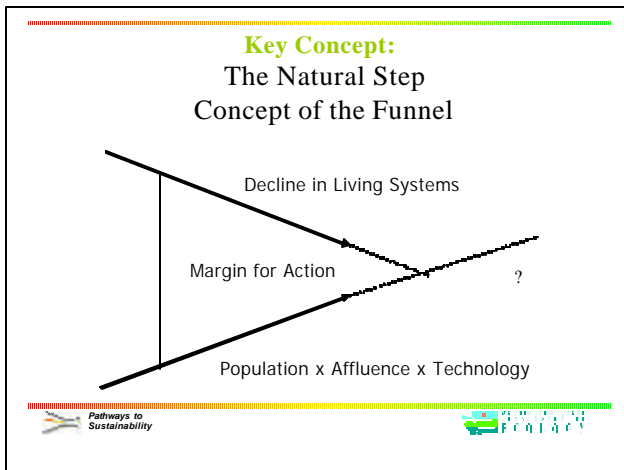 Key Concept:
The Natural Step
Concept of the Funnel
Decline in Living Systems
Margin for Action
?
Population x Affluence x Technology
Pathways to
Sustainability